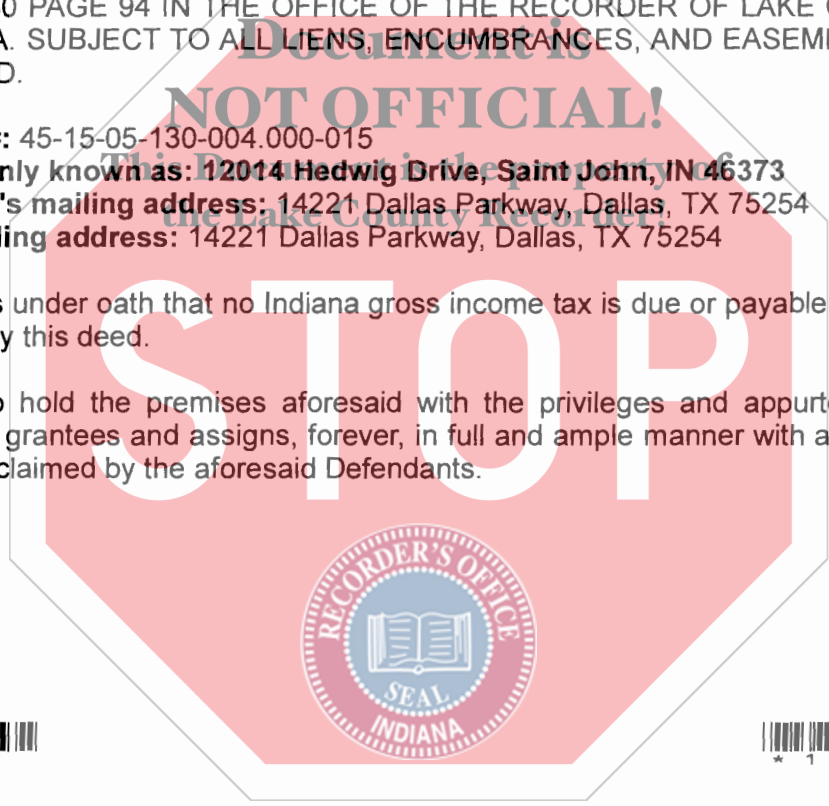 0 PAGE 94 IN THE OFFICE OF THE RECORDER OF LAKE
A. SUBJECT TO ALL LIENS, ENCUMBRANCES, AND EASEM
D.
Document is
NOT OFFICIAL!
This Document is the property of
the Lake County Recorder!
: 45-15-05-130-004.000-015
nly known as: 12014 Hedwig Drive, Saint John, IN 46373
's mailing address: 14221 Dallas Parkway, Dallas, TX 75254
ling address: 14221 Dallas Parkway, Dallas, TX 75254
s under oath that no Indiana gross income tax is due or payable
y this deed.
STOP
o hold the premises aforesaid with the privileges and appurt
grantees and assigns, forever, in full and ample manner with a
claimed by the aforesaid Defendants.
RECORDER'S OFFICE
SEAL
INDIANA
* 1